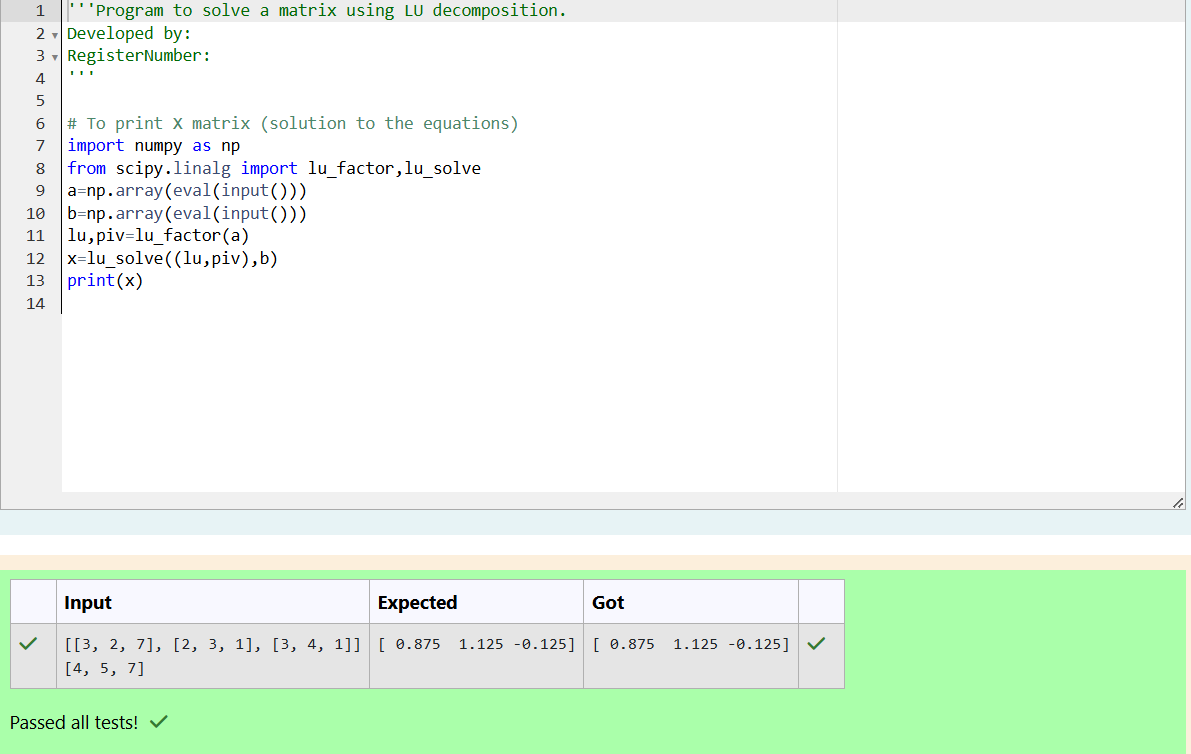 1 '''Program to solve a matrix using LU decomposition.
2 Developed by:
3 RegisterNumber:
4 '''
5
6 # To print X matrix (solution to the equations)
7 import numpy as np
8 from scipy.linalg import lu_factor,lu_solve
9 a=np.array(eval(input()))
10 b=np.array(eval(input()))
11 lu,piv=lu_factor(a)
12 x=lu_solve((lu,piv),b)
13 print(x)
14
Input Expected Got
[[3, 2, 7], [2, 3, 1], [3, 4, 1]] [ 0.875  1.125 -0.125] [ 0.875  1.125 -0.125]
[4, 5, 7]
Passed all tests!